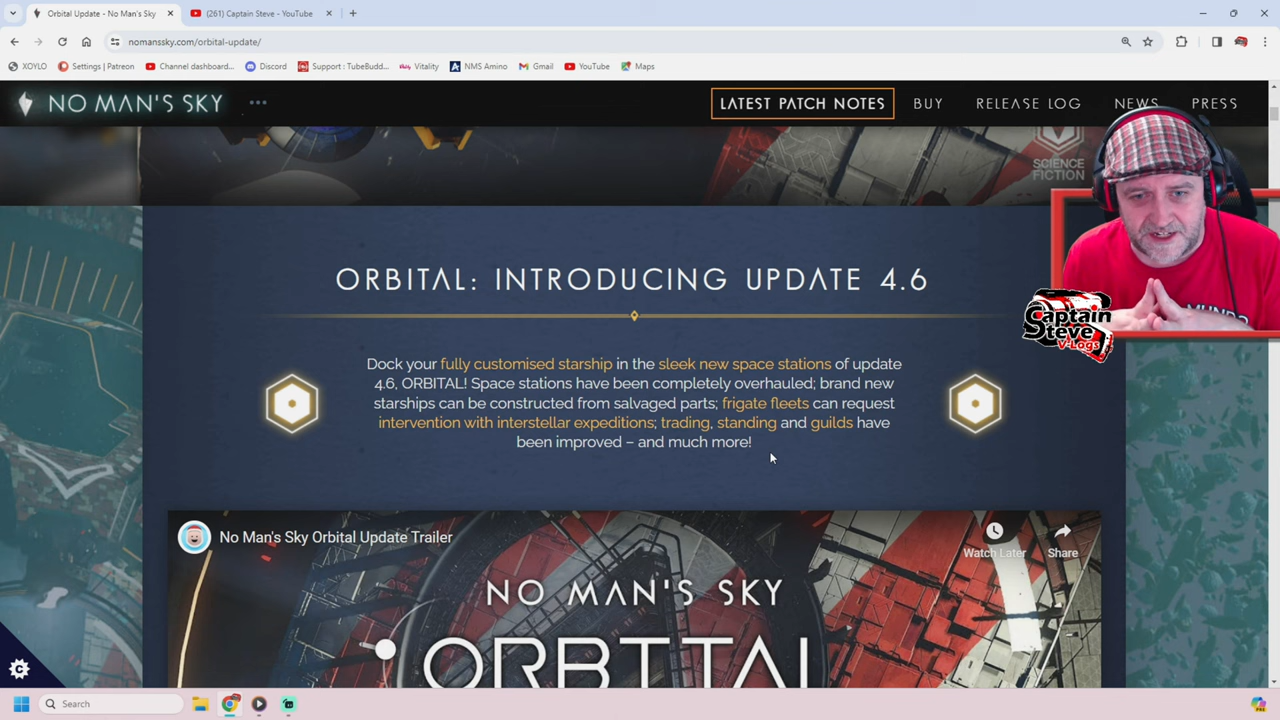 Orbital Update - No Man's Sky
(261) Captain Steve - YouTube
nomanssky.com/orbital-update/
XOYLO
Settings | Patreon
Channel dashboard...
Discord
Support : TubeBudd...
Vitality
NMS Amino
Gmail
YouTube
Maps
NO MAN'S SKY
LATEST PATCH NOTES
BUY
RELEASE LOG
NEWS
PRESS
SCIENCE
FICTION
ORBITAL: INTRODUCING UPDATE 4.6
Dock your fully customised starship in the sleek new space stations of update
4.6, ORBITAL! Space stations have been completely overhauled; brand new
starships can be constructed from salvaged parts; frigate fleets can request
intervention with interstellar expeditions; trading, standing and guilds have
been improved – and much more!
Captain
Steve
V-Logs
No Man's Sky Orbital Update Trailer
Watch Later
Share
NO MAN'S SKY
ORBITAL
Search